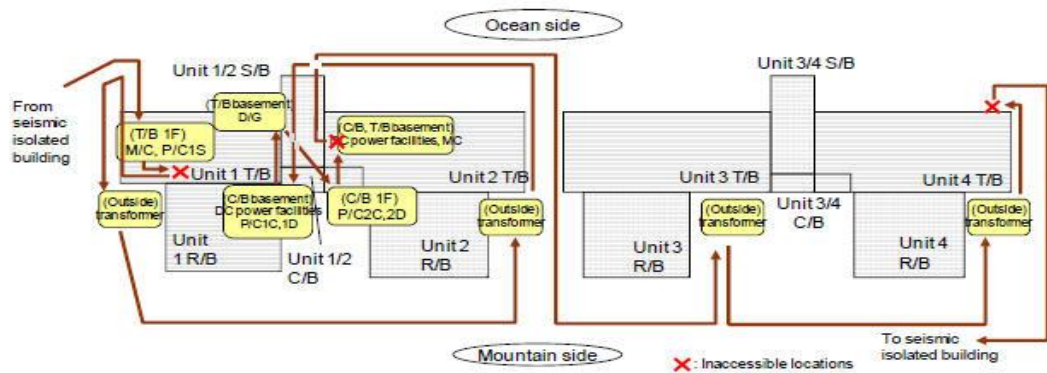 Ocean side
Unit 1/2 S/B
Unit 3/4 S/B
From
seismic
isolated
building
(T/B basement)
D/G
(T/B 1F)
M/C, P/C1S
(C/B, T/B basement)
power facilities, MC
Unit 1 T/B
Unit 2 T/B
Unit 3 T/B
Unit 4 T/B
(Outside)
transformer
(C/B basement)
DC power facilities
P/C1C, 1D
(C/B 1F)
P/C2C, 2D
(Outside)
transformer
(Outside)
transformer
(Outside)
transformer
Unit
1 R/B
Unit 1/2
C/B
Unit 2
R/B
Unit 3
R/B
Unit 3/4
C/B
Unit 4
R/B
Mountain side
To seismic
isolated building
: Inaccessible locations